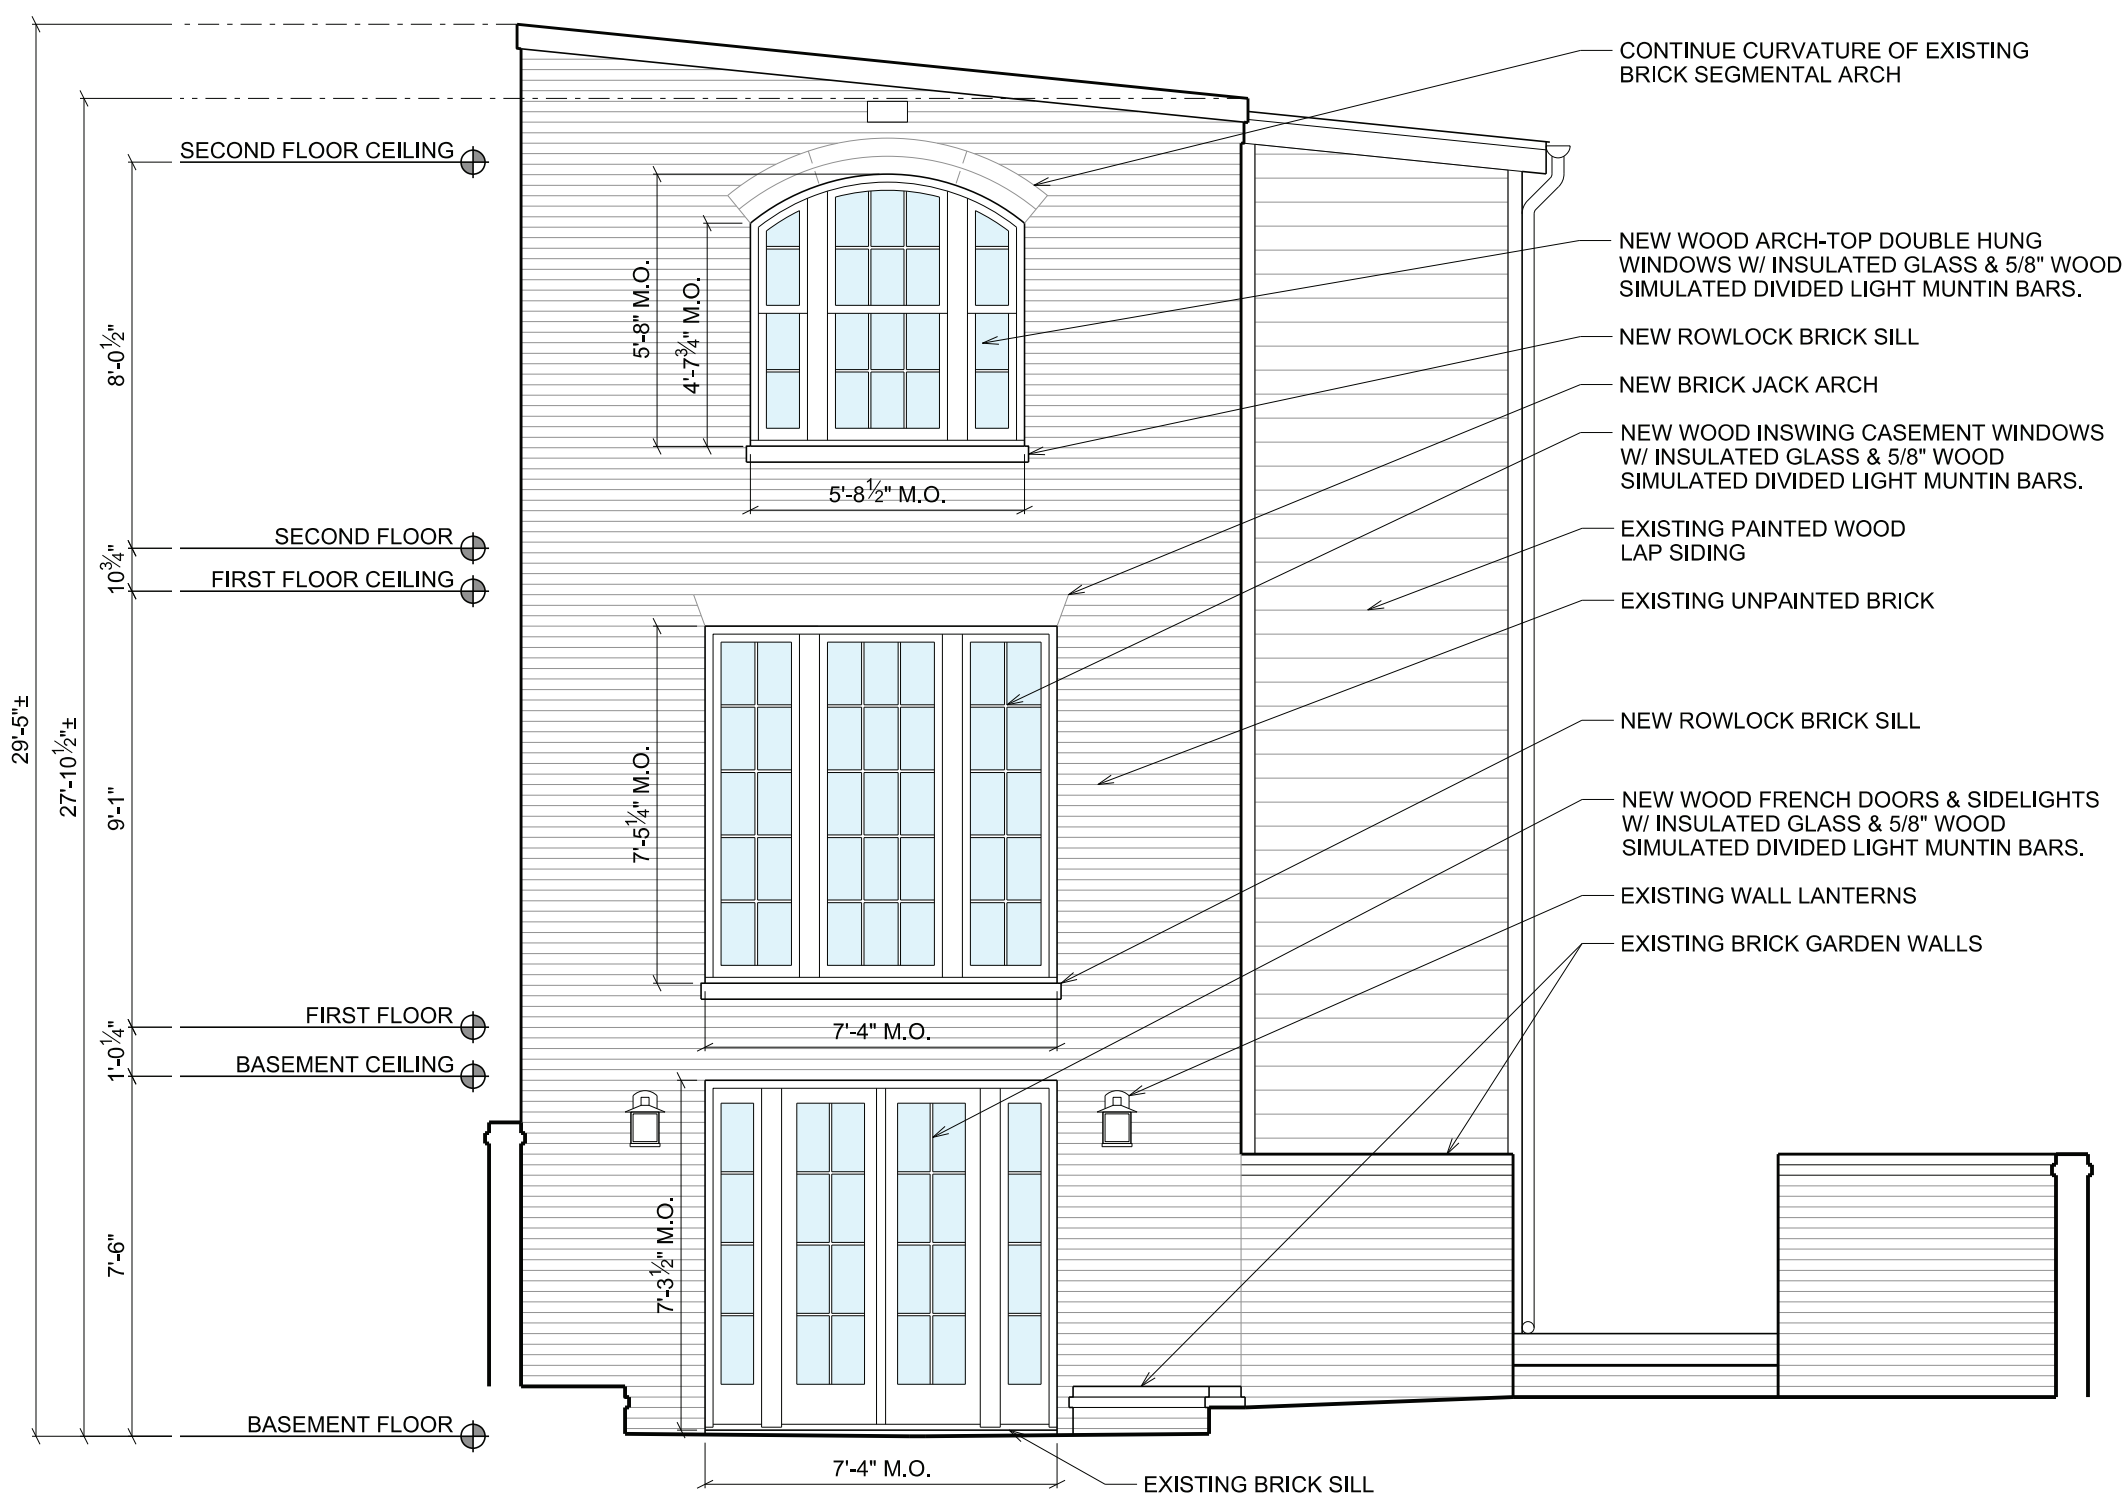 CONTINUE CURVATURE OF EXISTING
BRICK SEGMENTAL ARCH
SECOND FLOOR CEILING
NEW WOOD ARCH-TOP DOUBLE HUNG
WINDOWS W/ INSULATED GLASS & 5/8" WOOD
SIMULATED DIVIDED LIGHT MUNTIN BARS.
5'-8" M.O.
4'-7¾" M.O.
8'-0½"
NEW ROWLOCK BRICK SILL
NEW BRICK JACK ARCH
NEW WOOD INSWING CASEMENT WINDOWS
W/ INSULATED GLASS & 5/8" WOOD
SIMULATED DIVIDED LIGHT MUNTIN BARS.
5'-8½" M.O.
SECOND FLOOR
EXISTING PAINTED WOOD
LAP SIDING
10¾"
FIRST FLOOR CEILING
EXISTING UNPAINTED BRICK
29'-5"±
27'-10½"±
9'-1"
7'-5¼" M.O.
NEW ROWLOCK BRICK SILL
NEW WOOD FRENCH DOORS & SIDELIGHTS
W/ INSULATED GLASS & 5/8" WOOD
SIMULATED DIVIDED LIGHT MUNTIN BARS.
EXISTING WALL LANTERNS
EXISTING BRICK GARDEN WALLS
FIRST FLOOR
7'-4" M.O.
1'-0¼"
BASEMENT CEILING
7'-6"
7'-3½" M.O.
BASEMENT FLOOR
7'-4" M.O.
EXISTING BRICK SILL